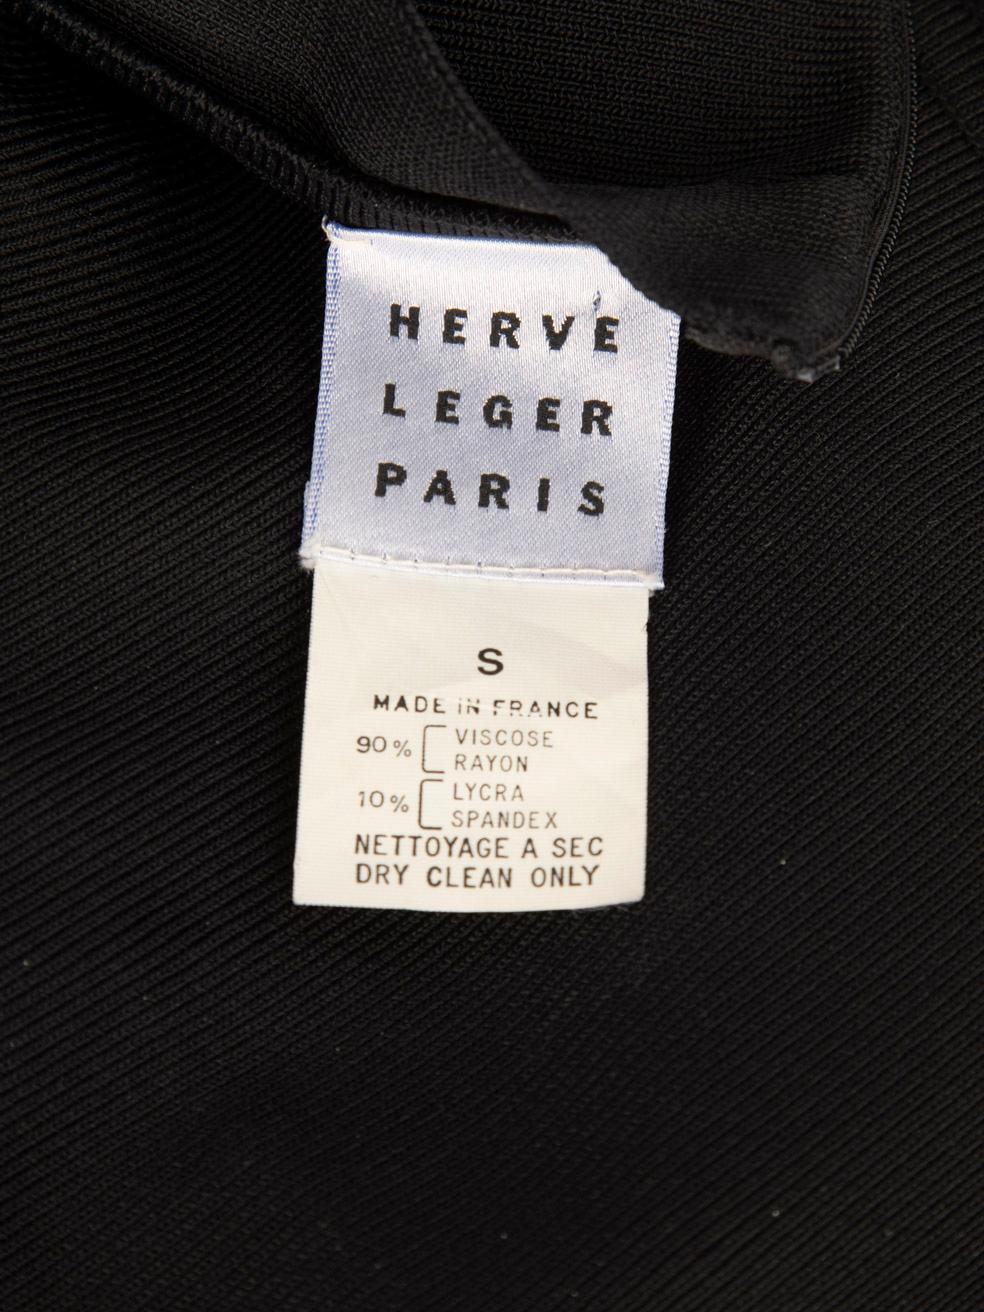 HERVE
LEGER
PARIS
S
MADE IN FRANCE
90% VISCOSE
RAYON
10% LYCRA
SPANDEX
NETTOYAGE A SEC
DRY CLEAN ONLY